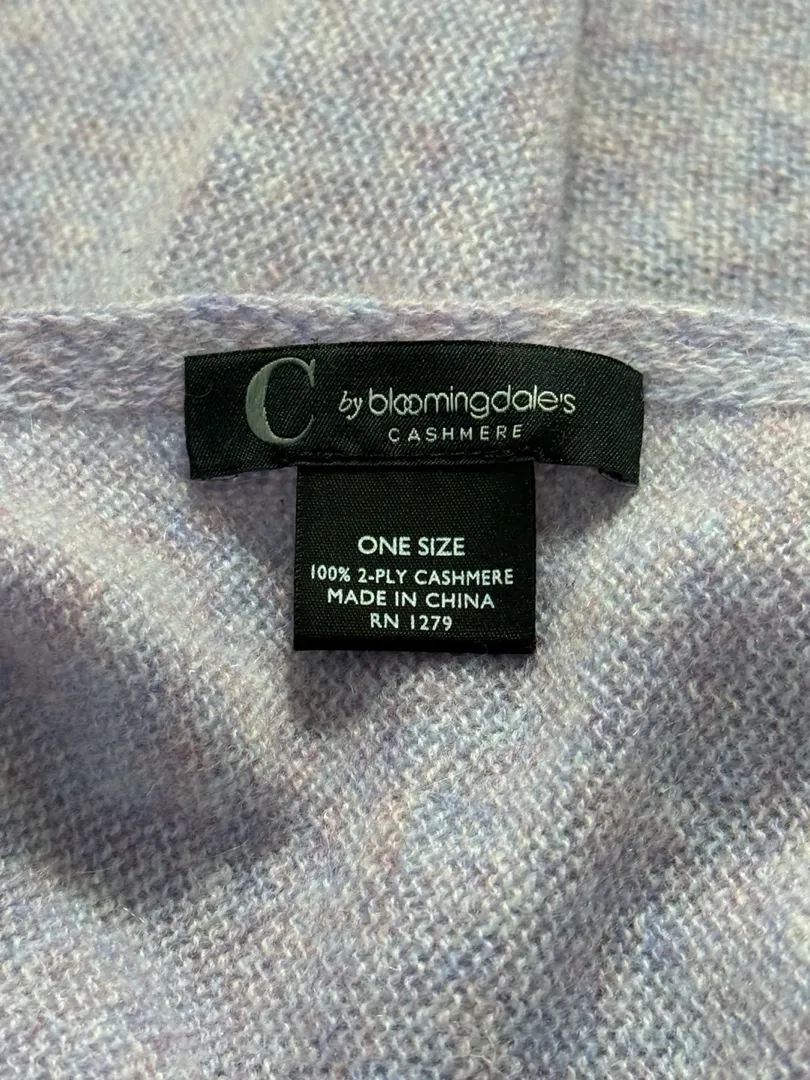 C by bloomingdale's
CASHMERE
ONE SIZE
100% 2-PLY CASHMERE
MADE IN CHINA
RN 1279